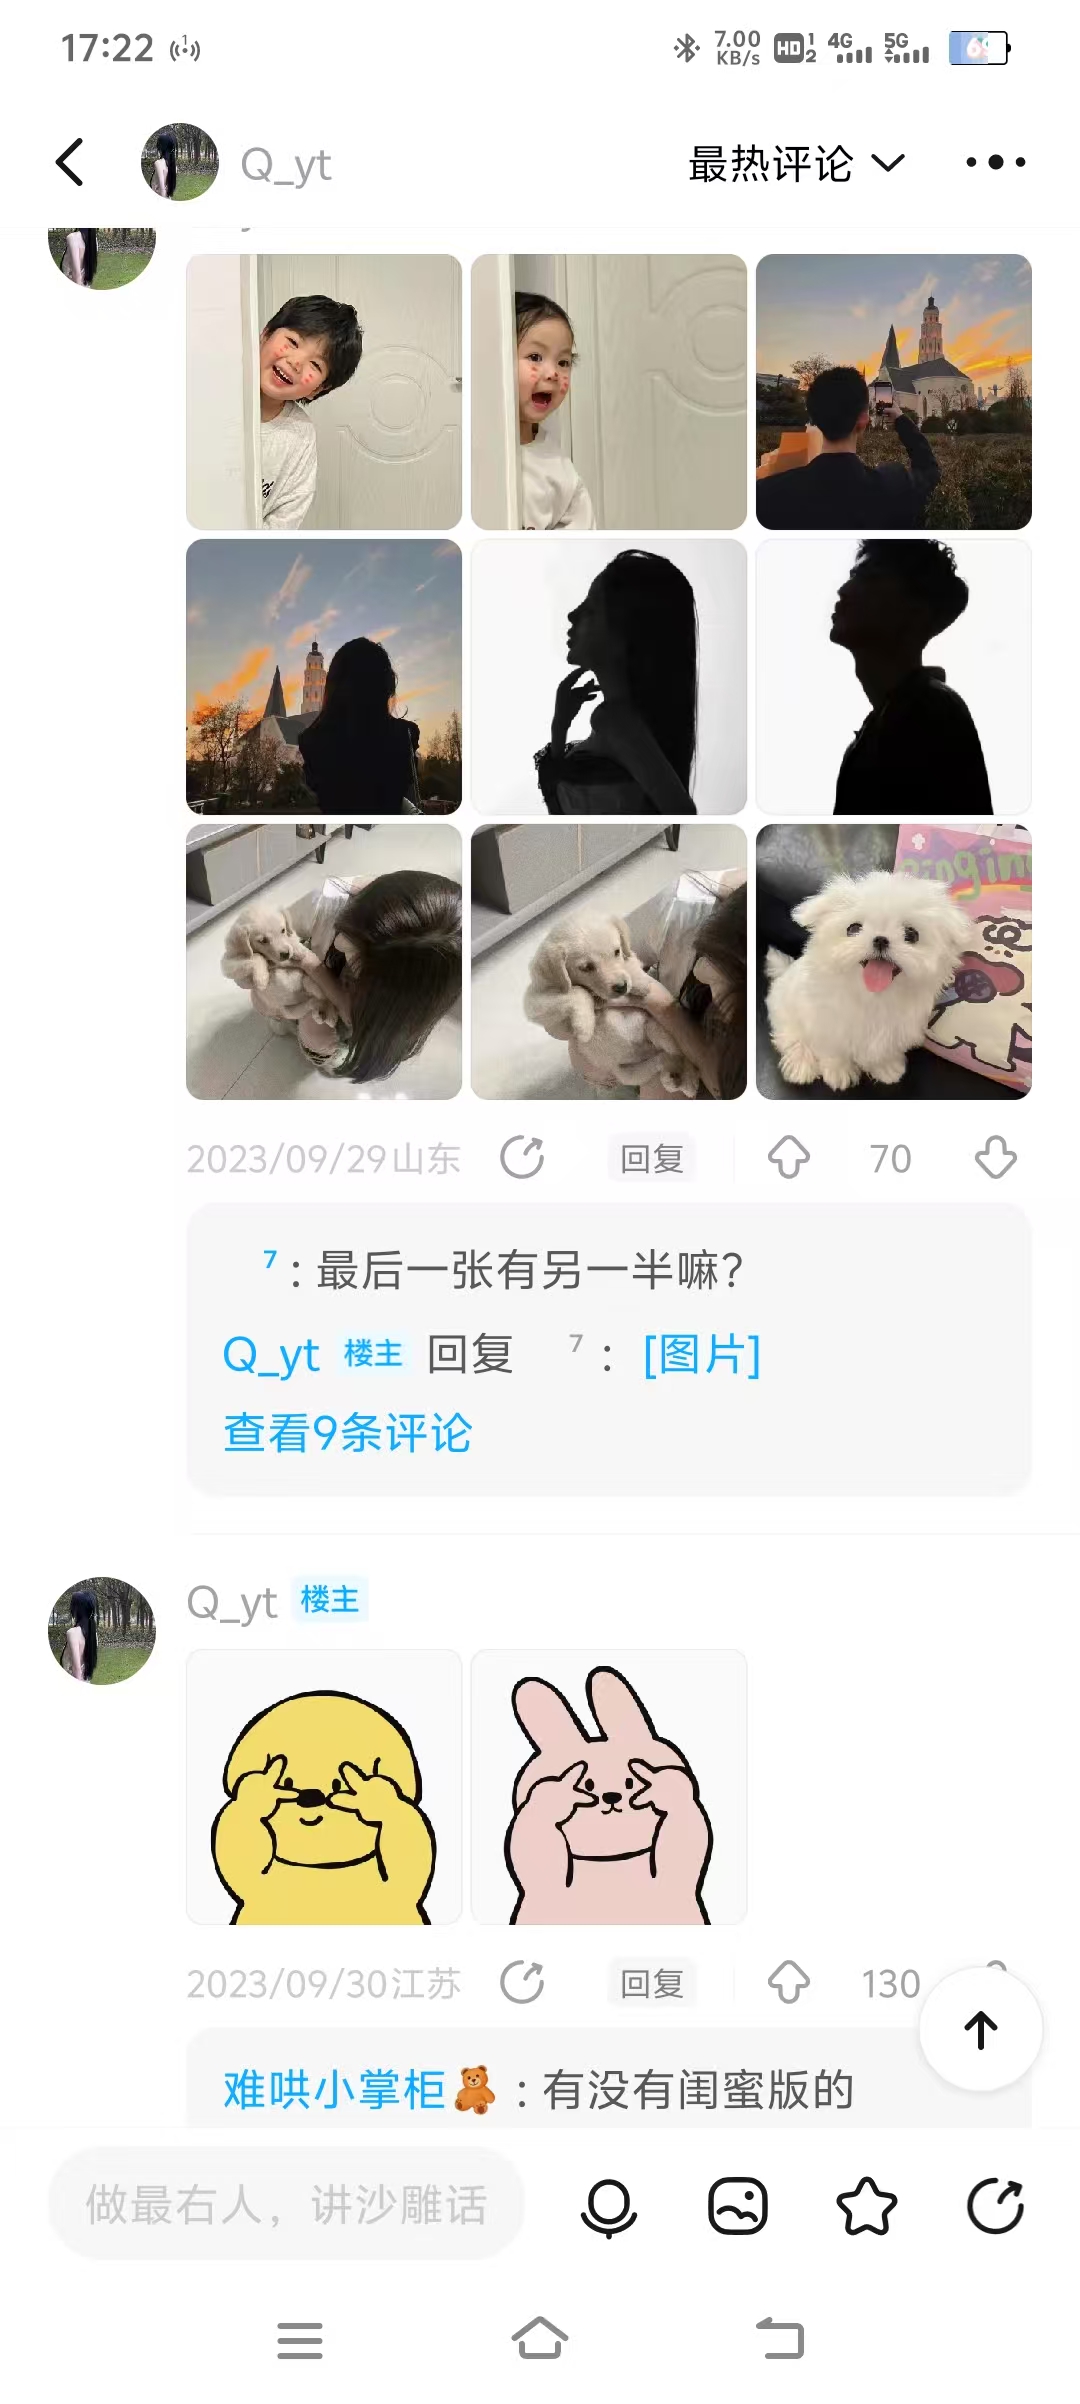 17:22
7.00 KB/s HD 1 2 4G 5G
Q_yt 最热评论
2023/09/29山东 回复 70
7 : 最后一张有另一半嘛?
Q_yt 楼主 回复 7 : [图片]
查看9条评论
Q_yt 楼主
2023/09/30江苏 回复 130
难哄小掌柜 : 有没有闺蜜版的
做最右人，讲沙雕话